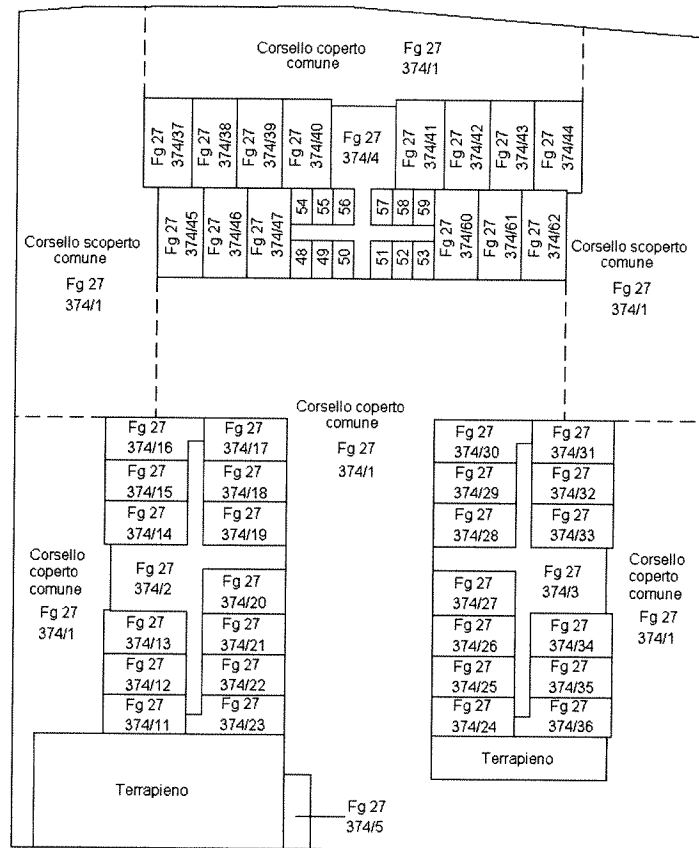 Corsello coperto
comune
Fg 27
374/1
Fg 27
374/37
Fg 27
374/38
Fg 27
374/39
Fg 27
374/40
Fg 27
374/4
Fg 27
374/41
Fg 27
374/42
Fg 27
374/43
Fg 27
374/44
Fg 27
374/45
Fg 27
374/46
Fg 27
374/47
54
55
56
57
58
59
48
49
50
51
52
53
Fg 27
374/60
Fg 27
374/61
Fg 27
374/62
Corsello scoperto
comune
Fg 27
374/1
Corsello scoperto
comune
Fg 27
374/1
Corsello coperto
comune
Fg 27
374/1
Fg 27
374/16
Fg 27
374/17
Fg 27
374/15
Fg 27
374/18
Fg 27
374/14
Fg 27
374/19
Corsello
coperto
comune
Fg 27
374/1
Fg 27
374/2
Fg 27
374/20
Fg 27
374/13
Fg 27
374/21
Fg 27
374/12
Fg 27
374/22
Fg 27
374/11
Fg 27
374/23
Terrapieno
Fg 27
374/5
Fg 27
374/30
Fg 27
374/31
Fg 27
374/29
Fg 27
374/32
Fg 27
374/28
Fg 27
374/33
Fg 27
374/27
Fg 27
374/3
Corsello
coperto
comune
Fg 27
374/1
Fg 27
374/26
Fg 27
374/34
Fg 27
374/25
Fg 27
374/35
Fg 27
374/24
Fg 27
374/36
Terrapieno